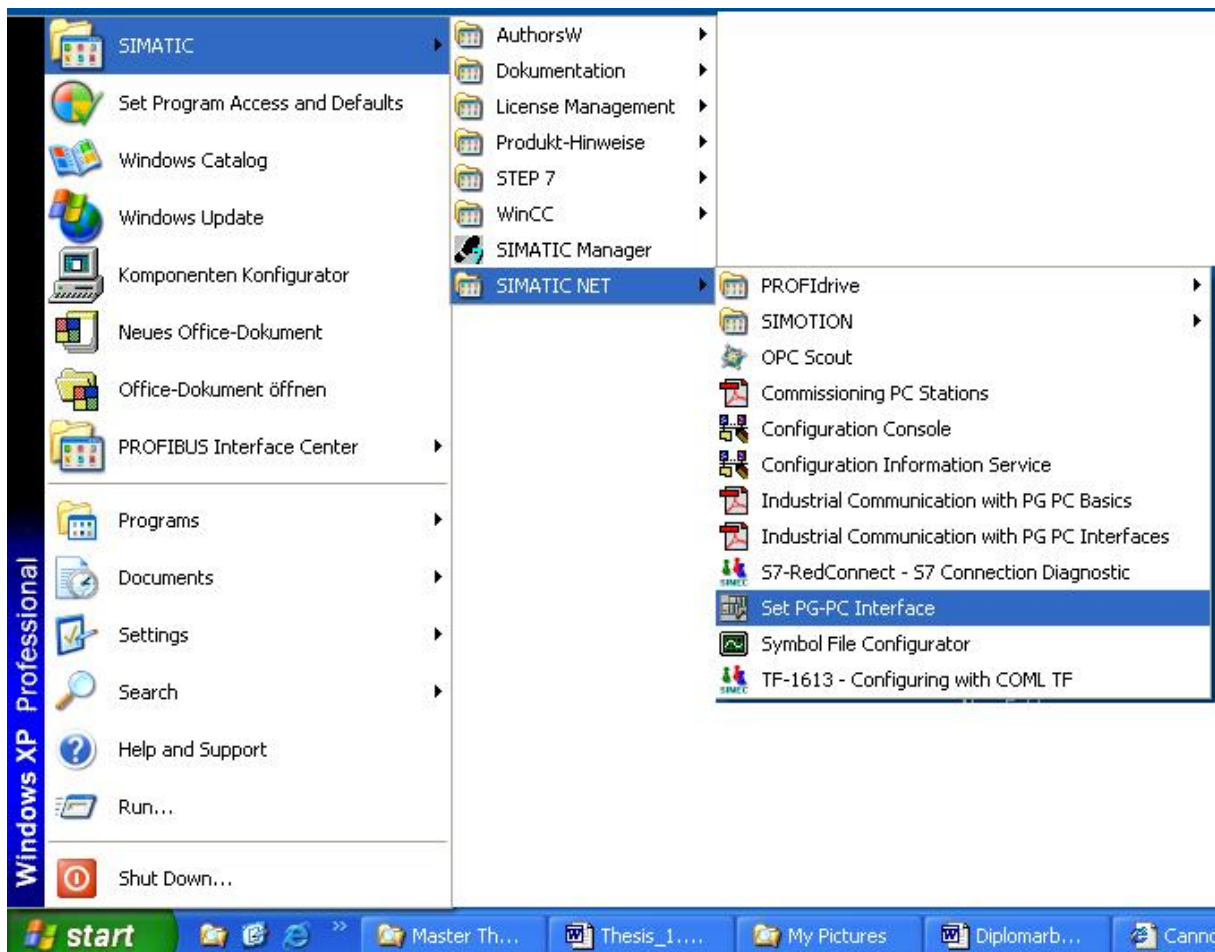 SIMATIC
Set Program Access and Defaults
Windows Catalog
Windows Update
Komponenten Konfigurator
Neues Office-Dokument
Office-Dokument öffnen
PROFIBUS Interface Center
Programs
Documents
Settings
Search
Help and Support
Run...
Shut Down...
Windows XP Professional
AuthorsW
Dokumentation
License Management
Produkt-Hinweise
STEP 7
WinCC
SIMATIC Manager
SIMATIC NET
PROFIdrive
SIMOTION
OPC Scout
Commissioning PC Stations
Configuration Console
Configuration Information Service
Industrial Communication with PG PC Basics
Industrial Communication with PG PC Interfaces
SIMEC
S7-RedConnect - S7 Connection Diagnostic
Set PG-PC Interface
Symbol File Configurator
SIMEC
TF-1613 - Configuring with COML TF
start
Master Th...
Thesis_1....
My Pictures
Diplomarb...
Canno